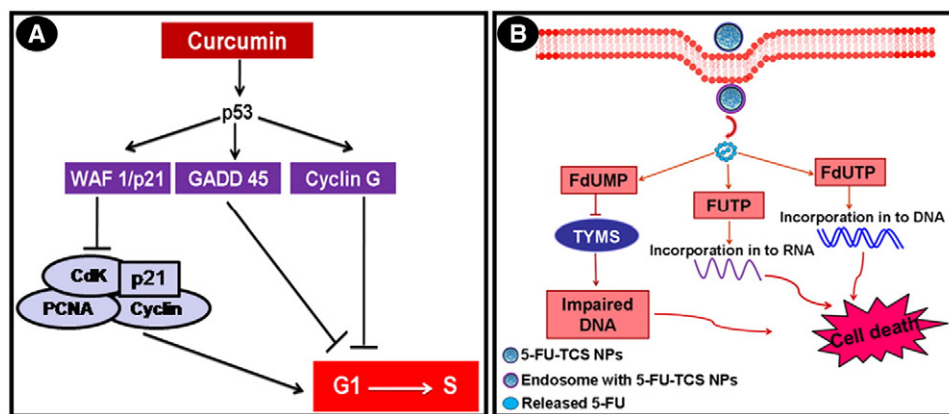 A
Curcumin
p53
WAF 1/p21
GADD 45
Cyclin G
CdK
p21
PCNA
Cyclin
G1
S
B
FdUMP
FUTP
FdUTP
TYMS
Incorporation in to RNA
Incorporation in to DNA
Impaired
DNA
Cell death
5-FU-TCS NPs
Endosome with 5-FU-TCS NPs
Released 5-FU